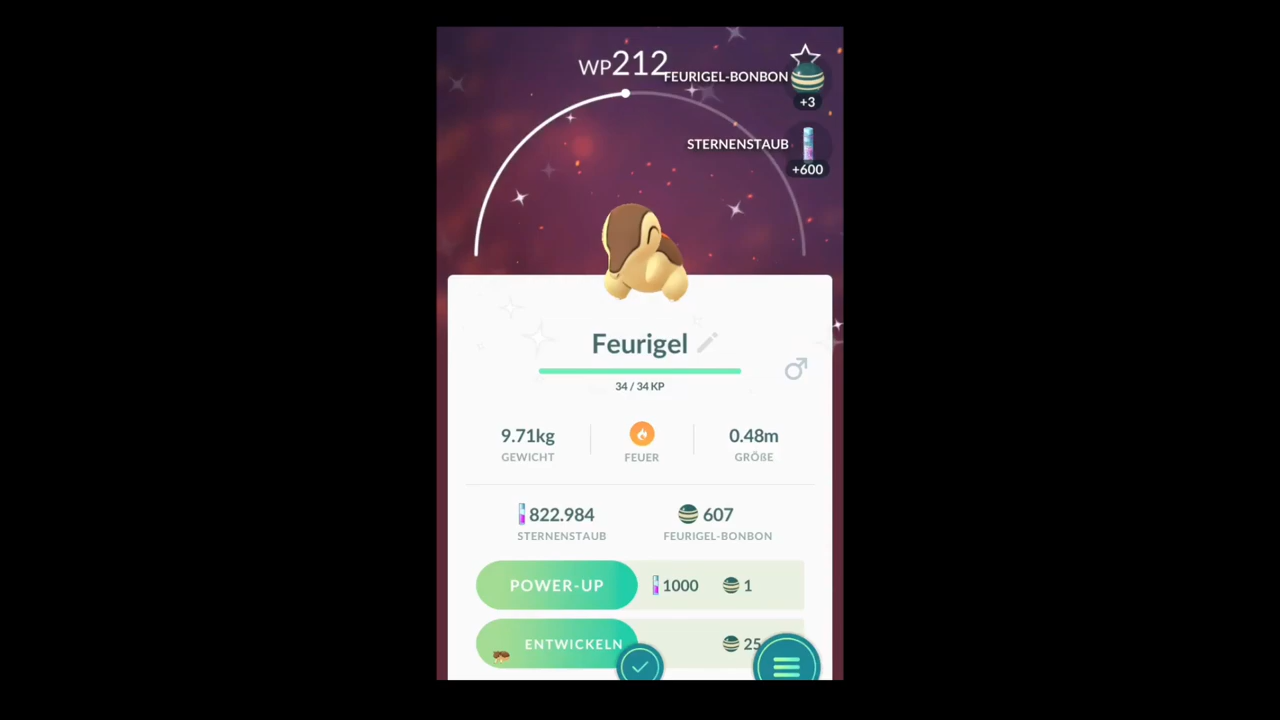 WP212
FEURIGEL-BONBON
+3
STERNENSTAUB
+600
Feurigel
34 / 34 KP
9.71kg
GEWICHT
FEUER
0.48m
GRÖßE
822.984
STERNENSTAUB
607
FEURIGEL-BONBON
POWER-UP 1000 1
ENTWICKELN 25